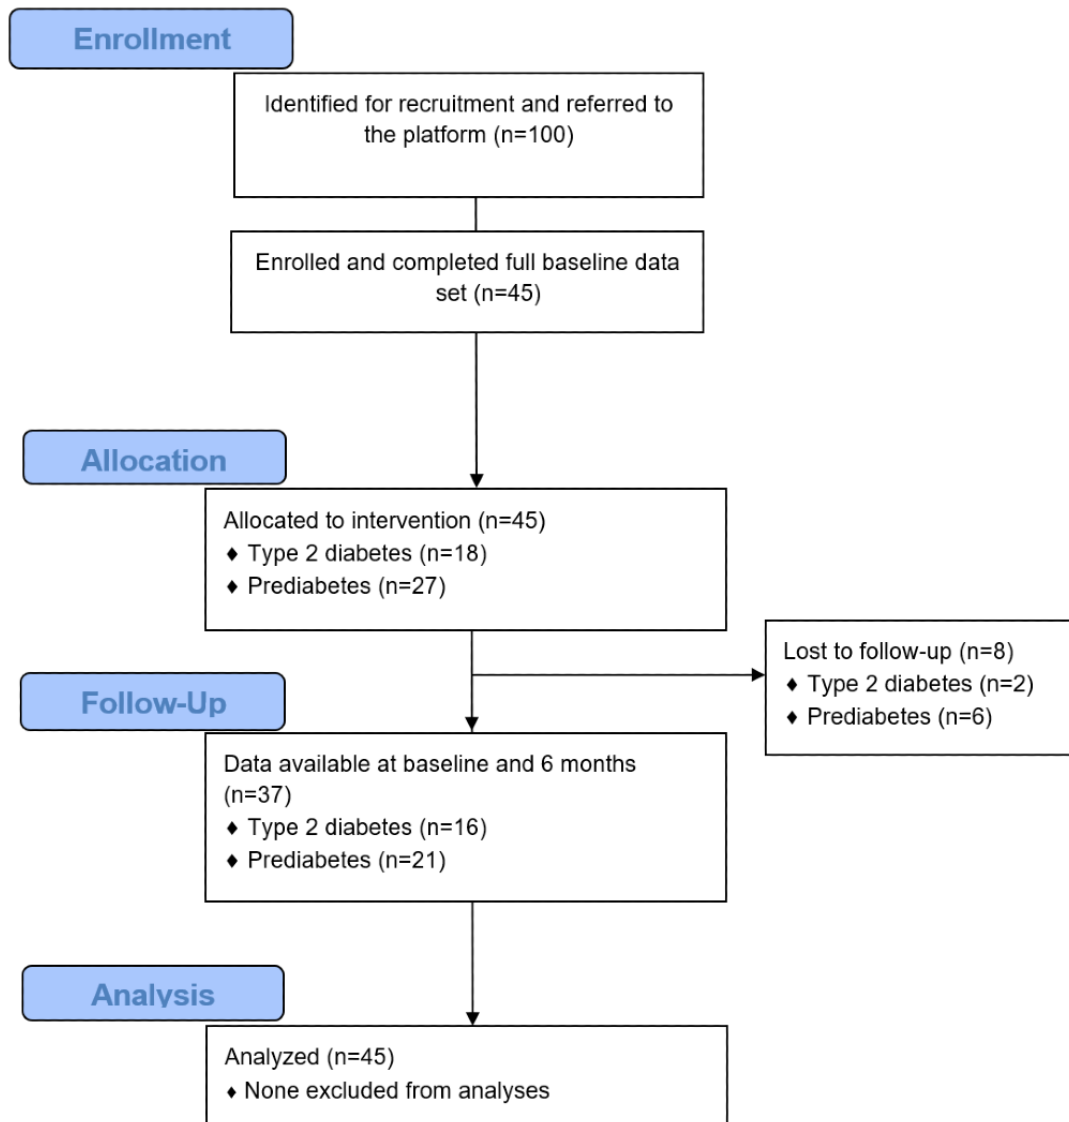 Enrollment
Identified for recruitment and referred to
the platform (n=100)
Enrolled and completed full baseline data
set (n=45)
Allocation
Allocated to intervention (n=45)
♦ Type 2 diabetes (n=18)
♦ Prediabetes (n=27)
Lost to follow-up (n=8)
♦ Type 2 diabetes (n=2)
♦ Prediabetes (n=6)
Follow-Up
Data available at baseline and 6 months
(n=37)
♦ Type 2 diabetes (n=16)
♦ Prediabetes (n=21)
Analysis
Analyzed (n=45)
♦ None excluded from analyses